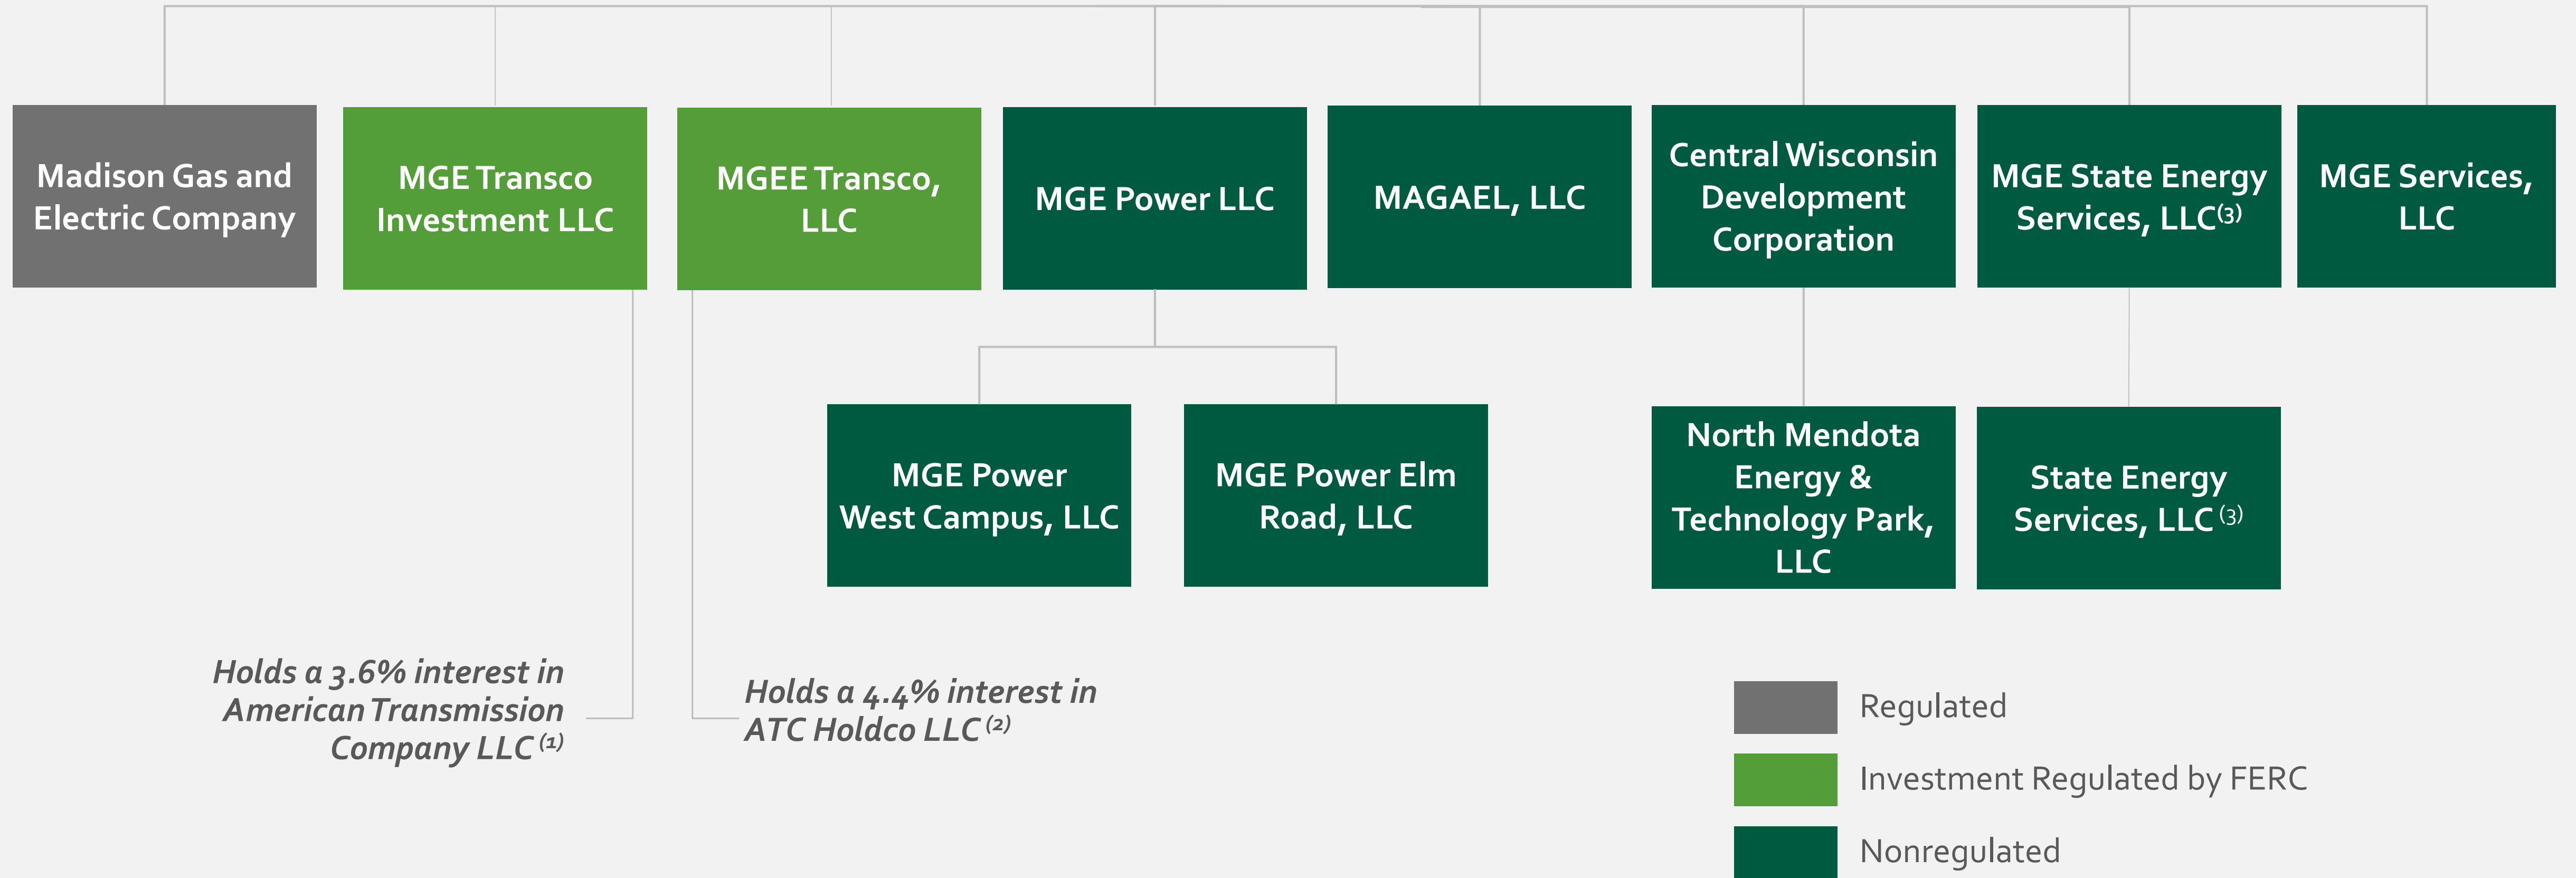 Madison Gas and
Electric Company
MGE Transco
Investment LLC
MGEE Transco,
LLC
MGE Power LLC
MAGAEL, LLC
Central Wisconsin
Development
Corporation
MGE State Energy
Services, LLC(3)
MGE Services,
LLC
MGE Power
West Campus, LLC
MGE Power Elm
Road, LLC
North Mendota
Energy &
Technology Park,
LLC
State Energy
Services, LLC (3)
Holds a 3.6% interest in
American Transmission
Company LLC (1)
Holds a 4.4% interest in
ATC Holdco LLC (2)
Regulated
Investment Regulated by FERC
Nonregulated